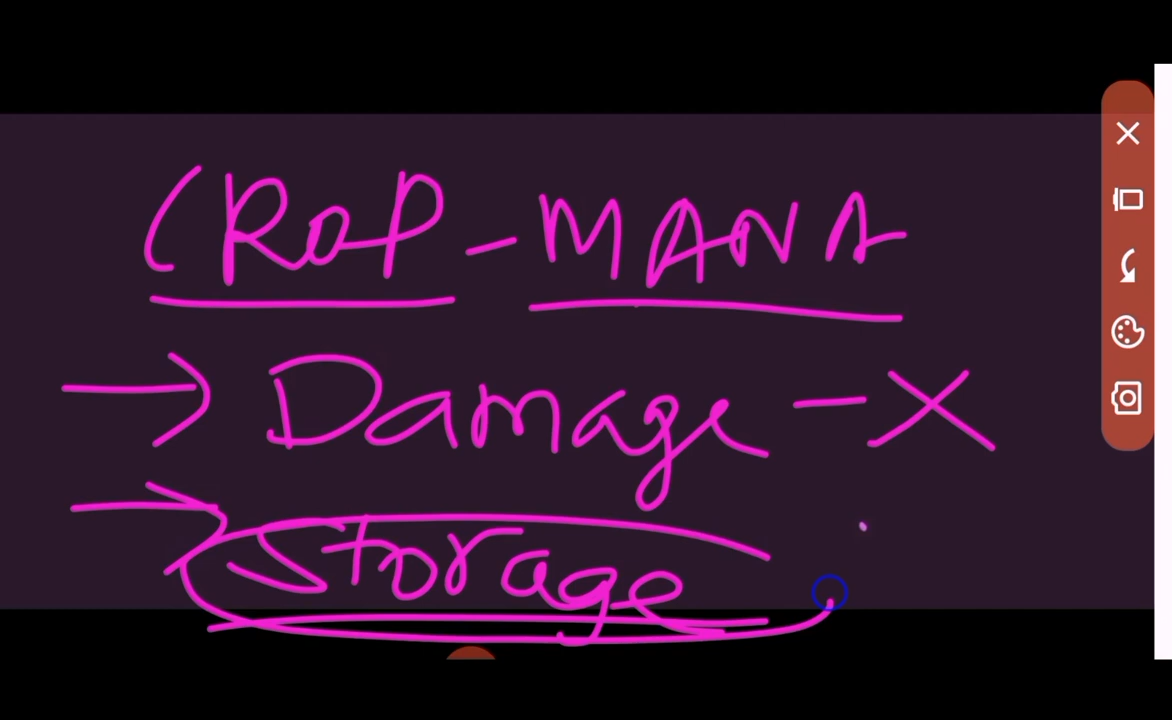 CROP - MANA
→ Damage - X
→ Storage